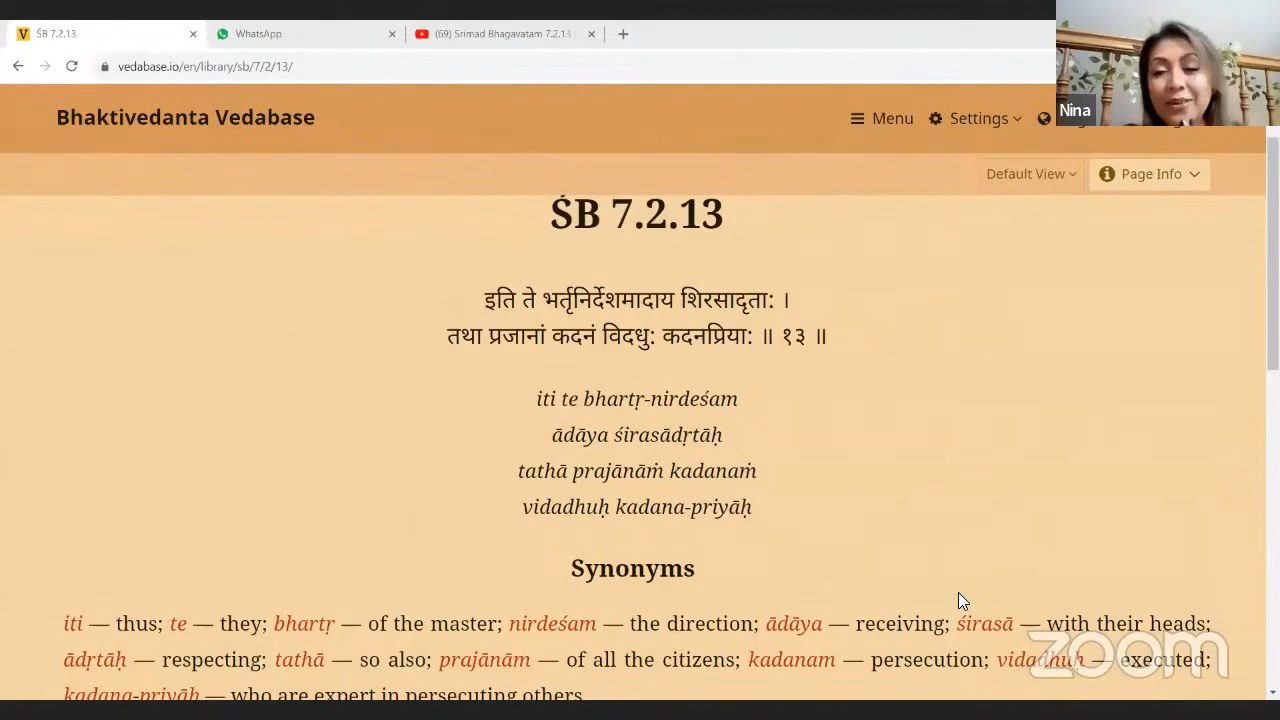 ŚB 7.2.13
WhatsApp
(69) Srimad Bhagavatam 7.2.13
vedabase.io/en/library/sb/7/2/13/
Nina
Bhaktivedanta Vedabase
Menu
Settings
Default View
Page Info
ŚB 7.2.13
इति ते भर्तृनिर्देशमादाय शिरसादृता: ।
तथा प्रजानां कदनं विदधु: कदनप्रिया: ॥ १३ ॥
iti te bhartṛ-nirdeśam
ādāya śirasādṛtāḥ
tathā prajānāṁ kadanaṁ
vidadhuḥ kadana-priyāḥ
Synonyms
iti — thus; te — they; bhartṛ — of the master; nirdeśam — the direction; ādāya — receiving; śirasā — with their heads;
ādṛtāḥ — respecting; tathā — so also; prajānām — of all the citizens; kadanam — persecution; vidadhuḥ — executed;
kadana-priyāḥ — who are expert in persecuting others.
zoom